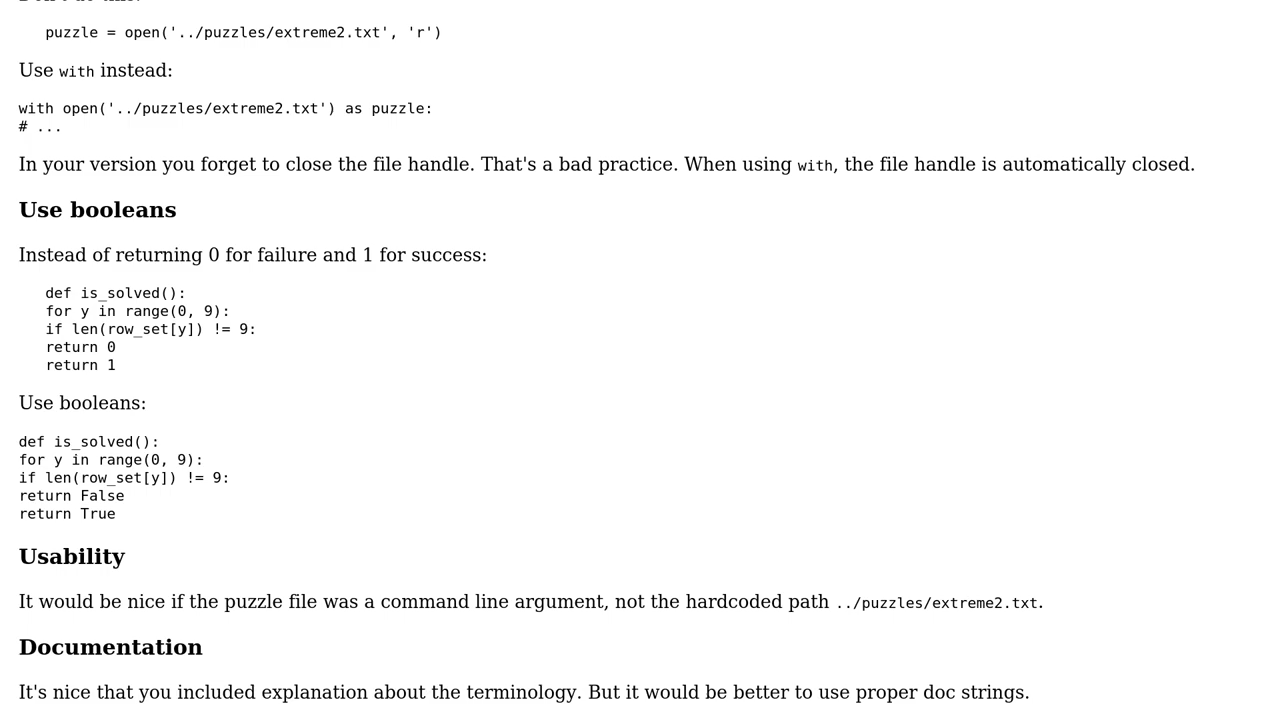 puzzle = open('../puzzles/extreme2.txt', 'r')
Use with instead:
with open('../puzzles/extreme2.txt') as puzzle:
# ...
In your version you forget to close the file handle. That's a bad practice. When using with, the file handle is automatically closed.
Use booleans
Instead of returning 0 for failure and 1 for success:
def is_solved():
for y in range(0, 9):
if len(row_set[y]) != 9:
return 0
return 1
Use booleans:
def is_solved():
for y in range(0, 9):
if len(row_set[y]) != 9:
return False
return True
Usability
It would be nice if the puzzle file was a command line argument, not the hardcoded path ../puzzles/extreme2.txt.
Documentation
It's nice that you included explanation about the terminology. But it would be better to use proper doc strings.